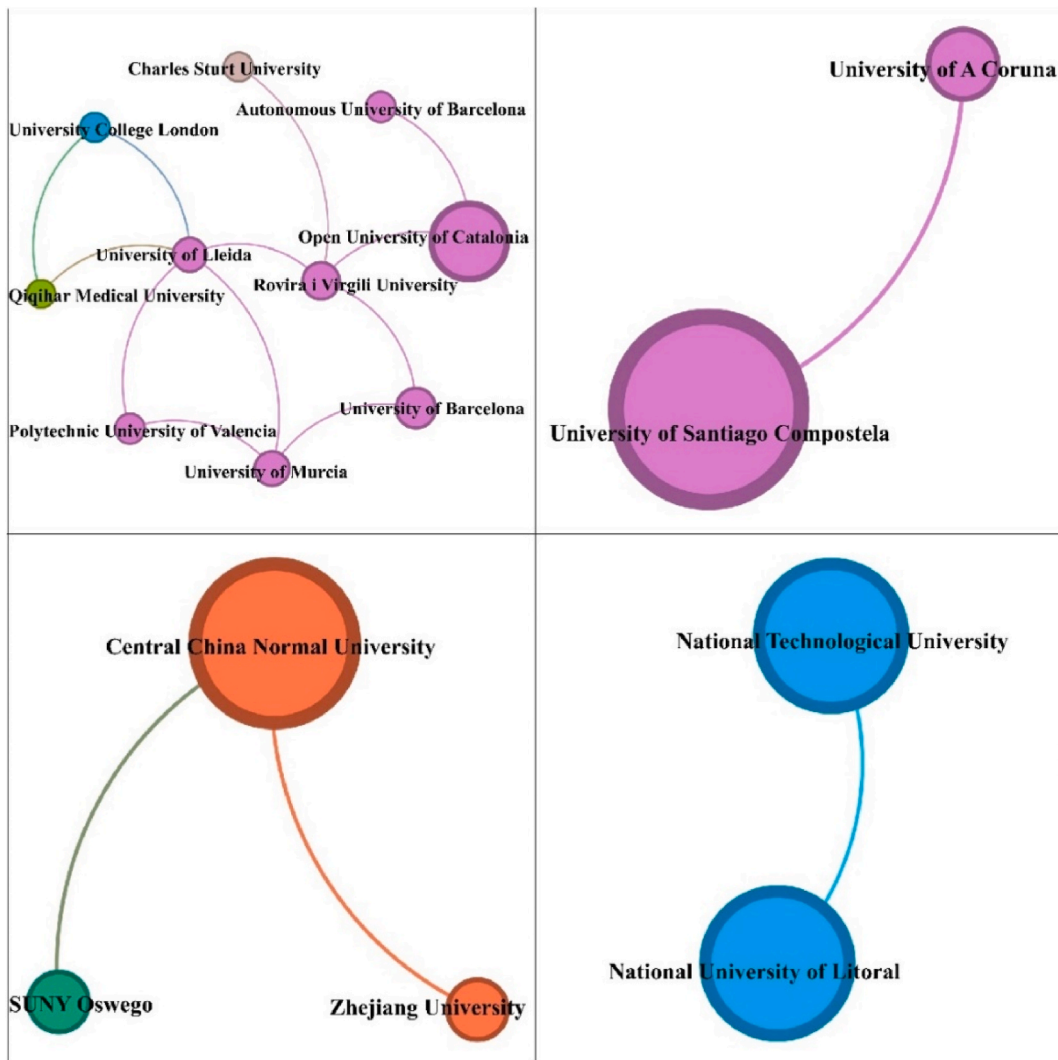 Charles Sturt University
Autonomous University of Barcelona
University College London
Open University of Catalonia
University of Lleida
Rovira i Virgili University
Qiqihar Medical University
University of Barcelona
Polytechnic University of Valencia
University of Murcia
University of A Coruna
University of Santiago Compostela
Central China Normal University
SUNY Oswego
Zhejiang University
National Technological University
National University of Litoral